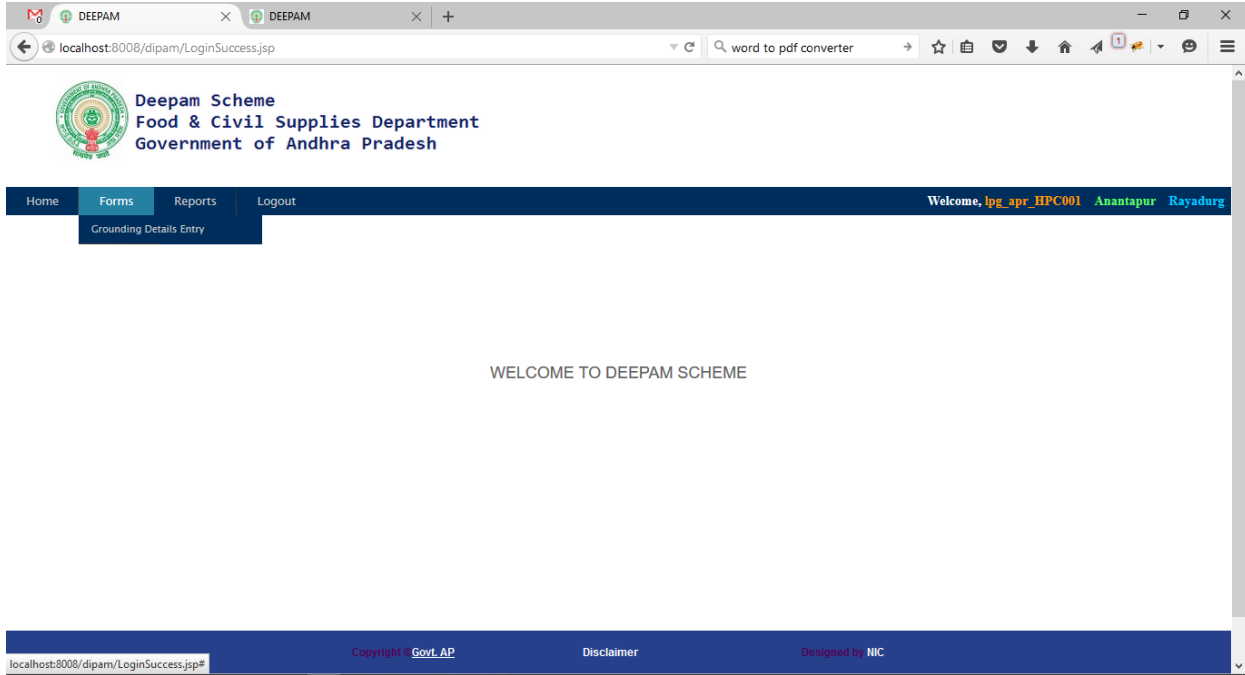 DEEPAM
DEEPAM
localhost:8008/dipam/LoginSuccess.jsp
word to pdf converter
1
Deepam Scheme
Food & Civil Supplies Department
Government of Andhra Pradesh
Home Forms Reports Logout Welcome, lpg_apr_HPC001 Anantapur Rayadurg
Grounding Details Entry
WELCOME TO DEEPAM SCHEME
Copyright ©Govt. AP Disclaimer Designed by NIC
localhost:8008/dipam/LoginSuccess.jsp#